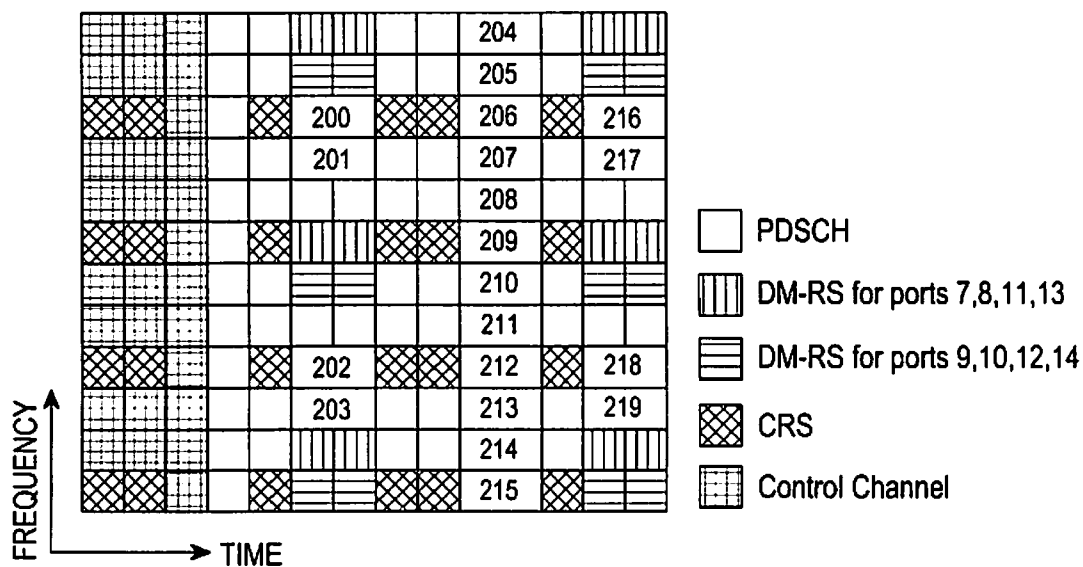 204
205
200 206 216
201 207 217
208
209
210
211
202 212 218
203 213 219
214
215
FREQUENCY
TIME
PDSCH
DM-RS for ports 7,8,11,13
DM-RS for ports 9,10,12,14
CRS
Control Channel